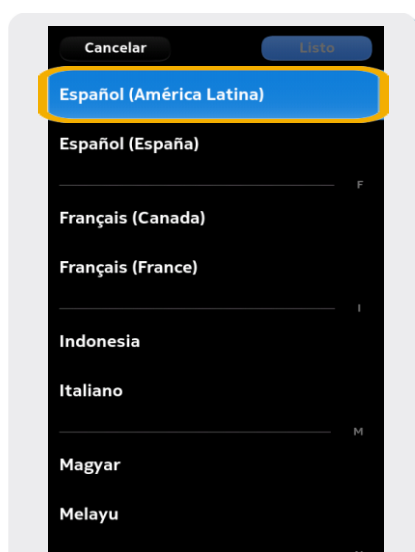 Cancelar Listo
Español (América Latina)
Español (España)
F
Français (Canada)
Français (France)
I
Indonesia
Italiano
M
Magyar
Melayu